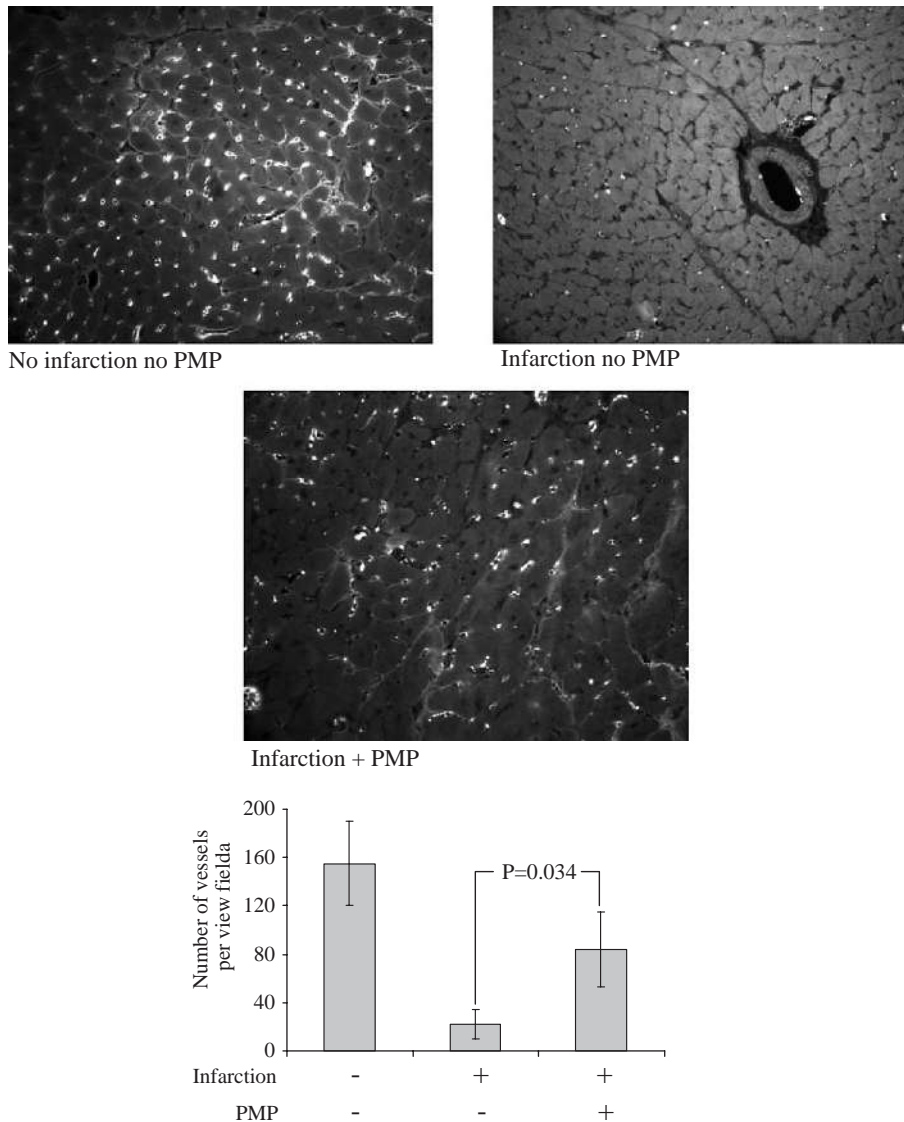 No infarction no PMP
Infarction no PMP
Infarction + PMP
Number of vessels
per view fielda
200
160
120
80
40
0
P=0.034
Infarction - + +
PMP - - +